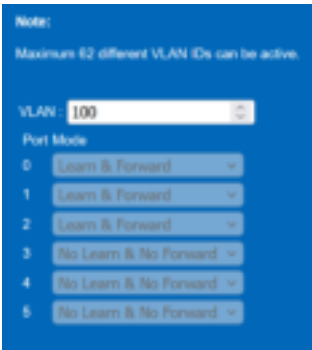 Note:
Maximum 62 different VLAN IDs can be active.
VLAN : 100
Port Mode
0 Learn & Forward
1 Learn & Forward
2 Learn & Forward
3 No Learn & No Forward
4 No Learn & No Forward
5 No Learn & No Forward